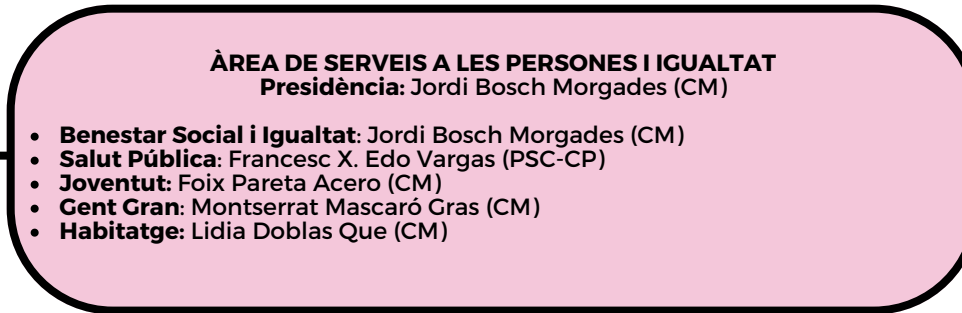 ÀREA DE SERVEIS A LES PERSONES I IGUALTAT
Presidència: Jordi Bosch Morgades (CM)
• Benestar Social i Igualtat: Jordi Bosch Morgades (CM)
• Salut Pública: Francesc X. Edo Vargas (PSC-CP)
• Joventut: Foix Pareta Acero (CM)
• Gent Gran: Montserrat Mascaró Gras (CM)
• Habitatge: Lidia Doblas Que (CM)